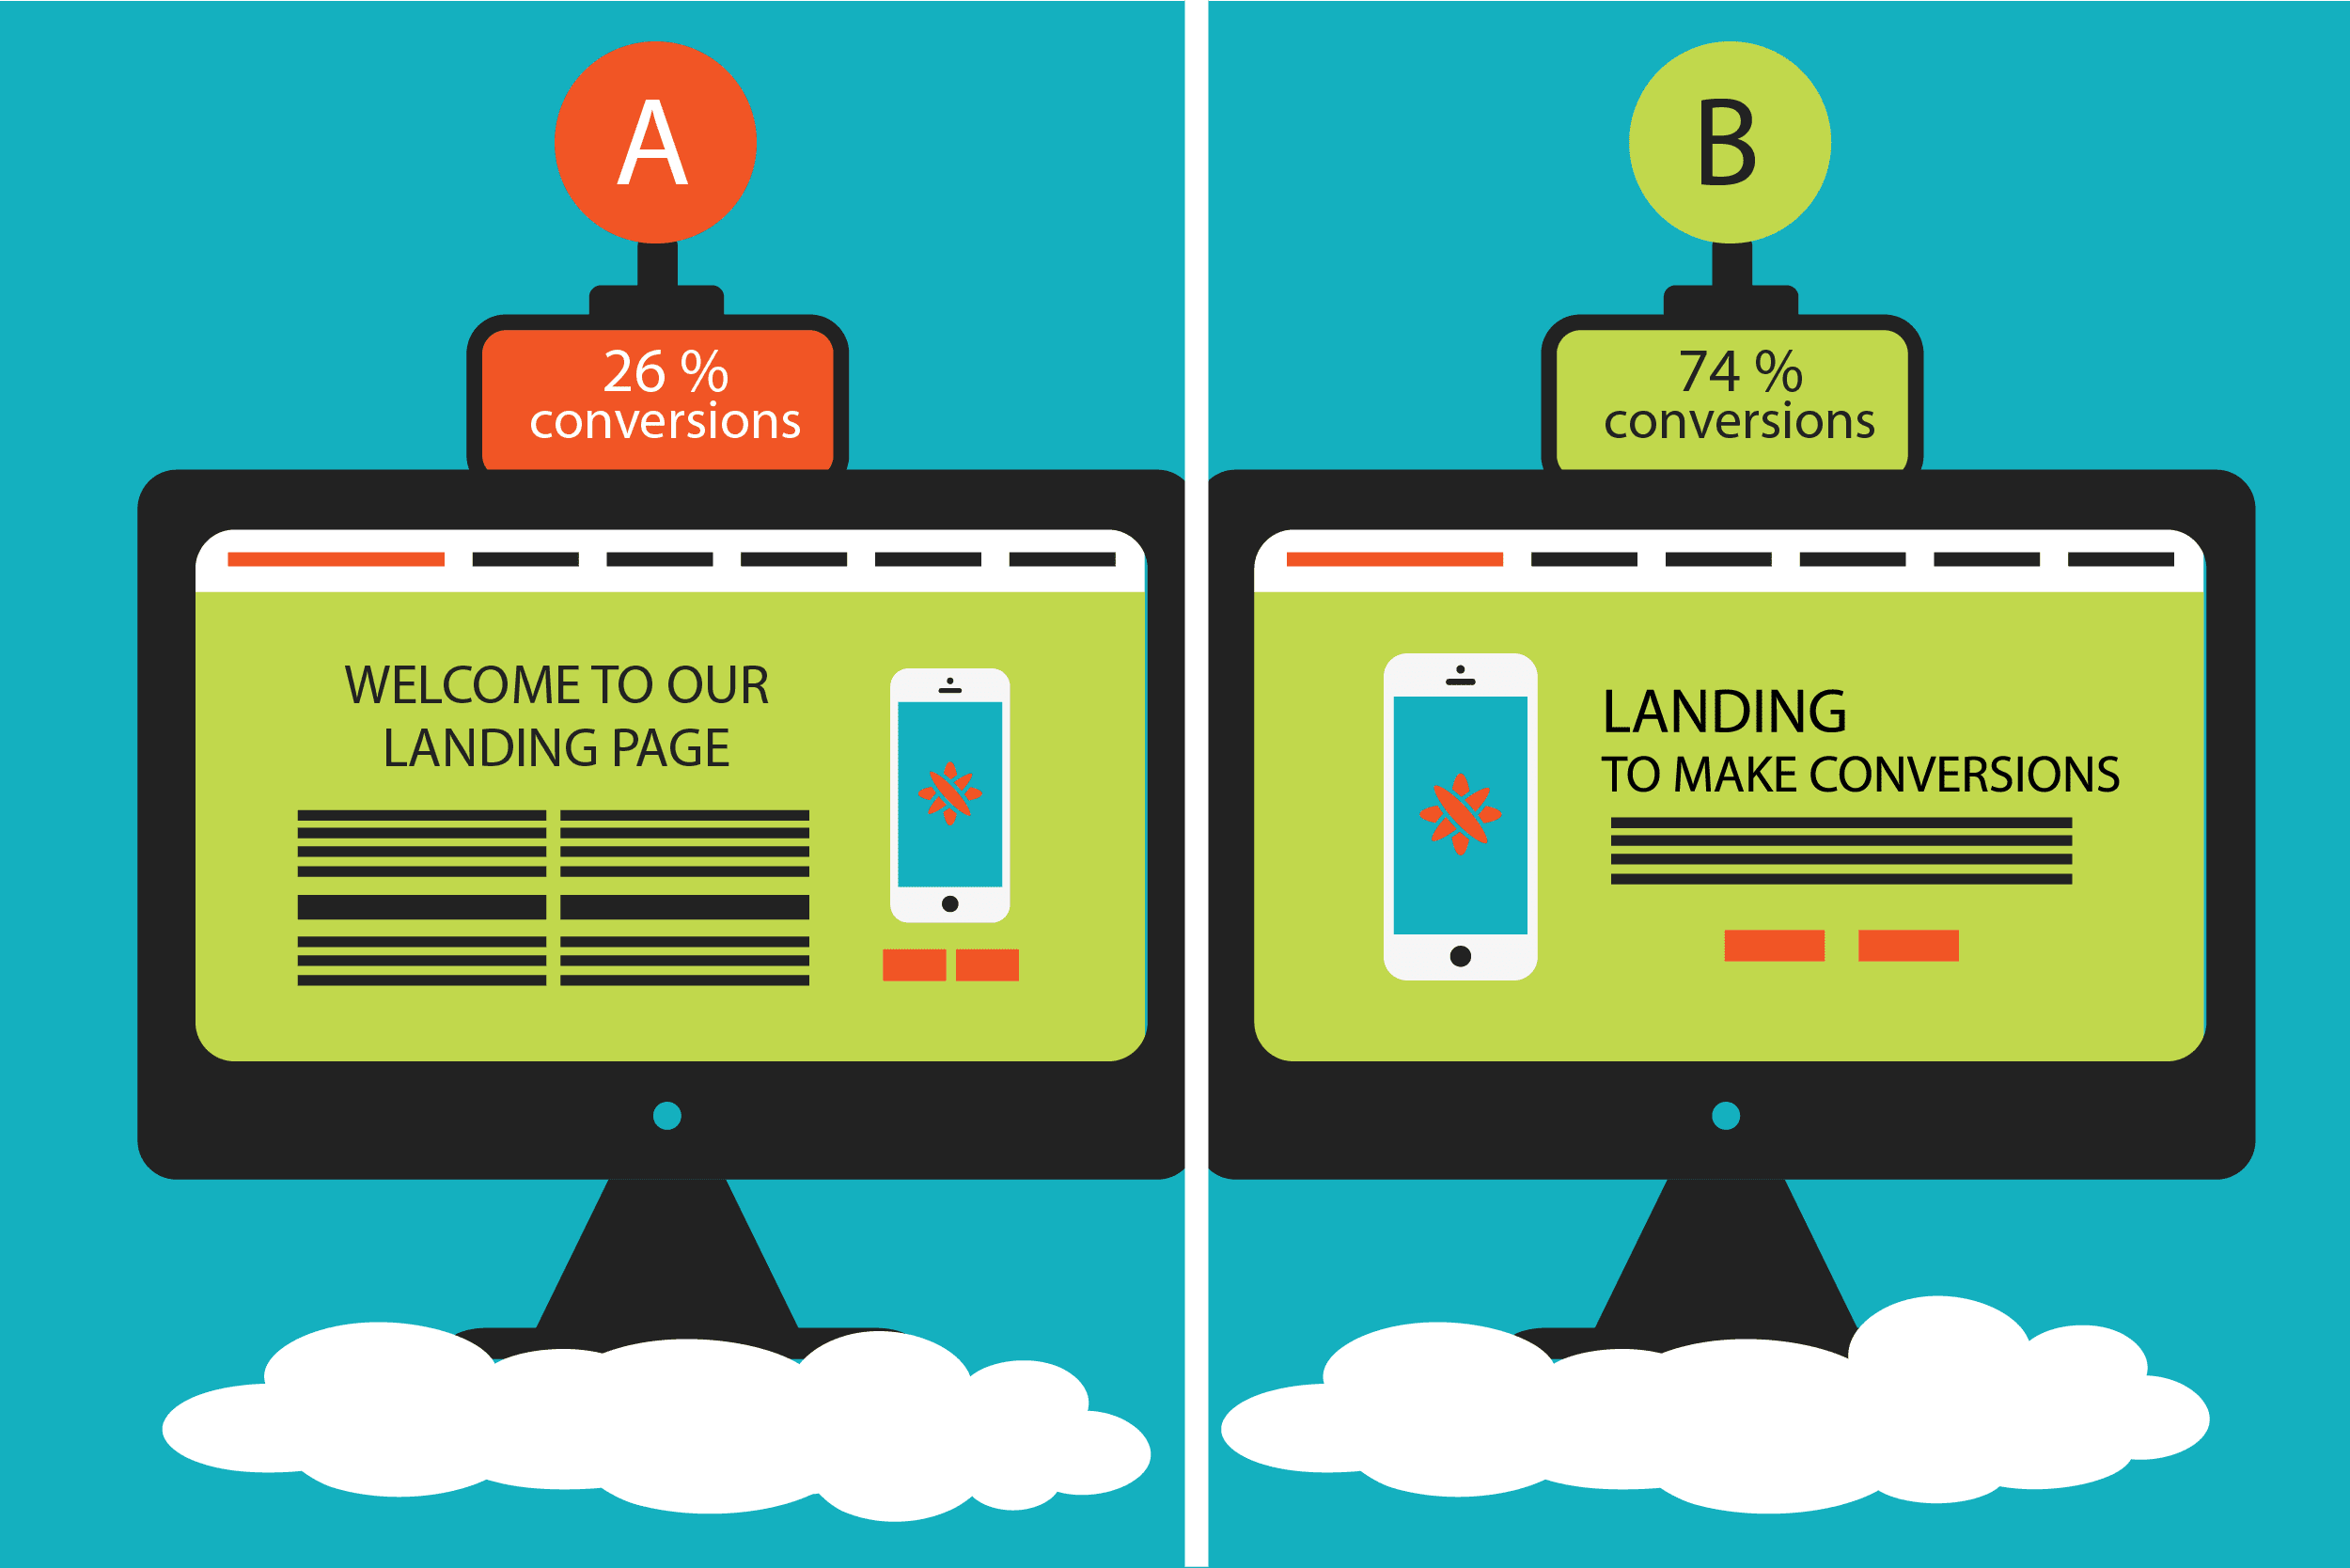 A
26 %
conversions
WELCOME TO OUR
LANDING PAGE
B
74 %
conversions
LANDING
TO MAKE CONVERSIONS